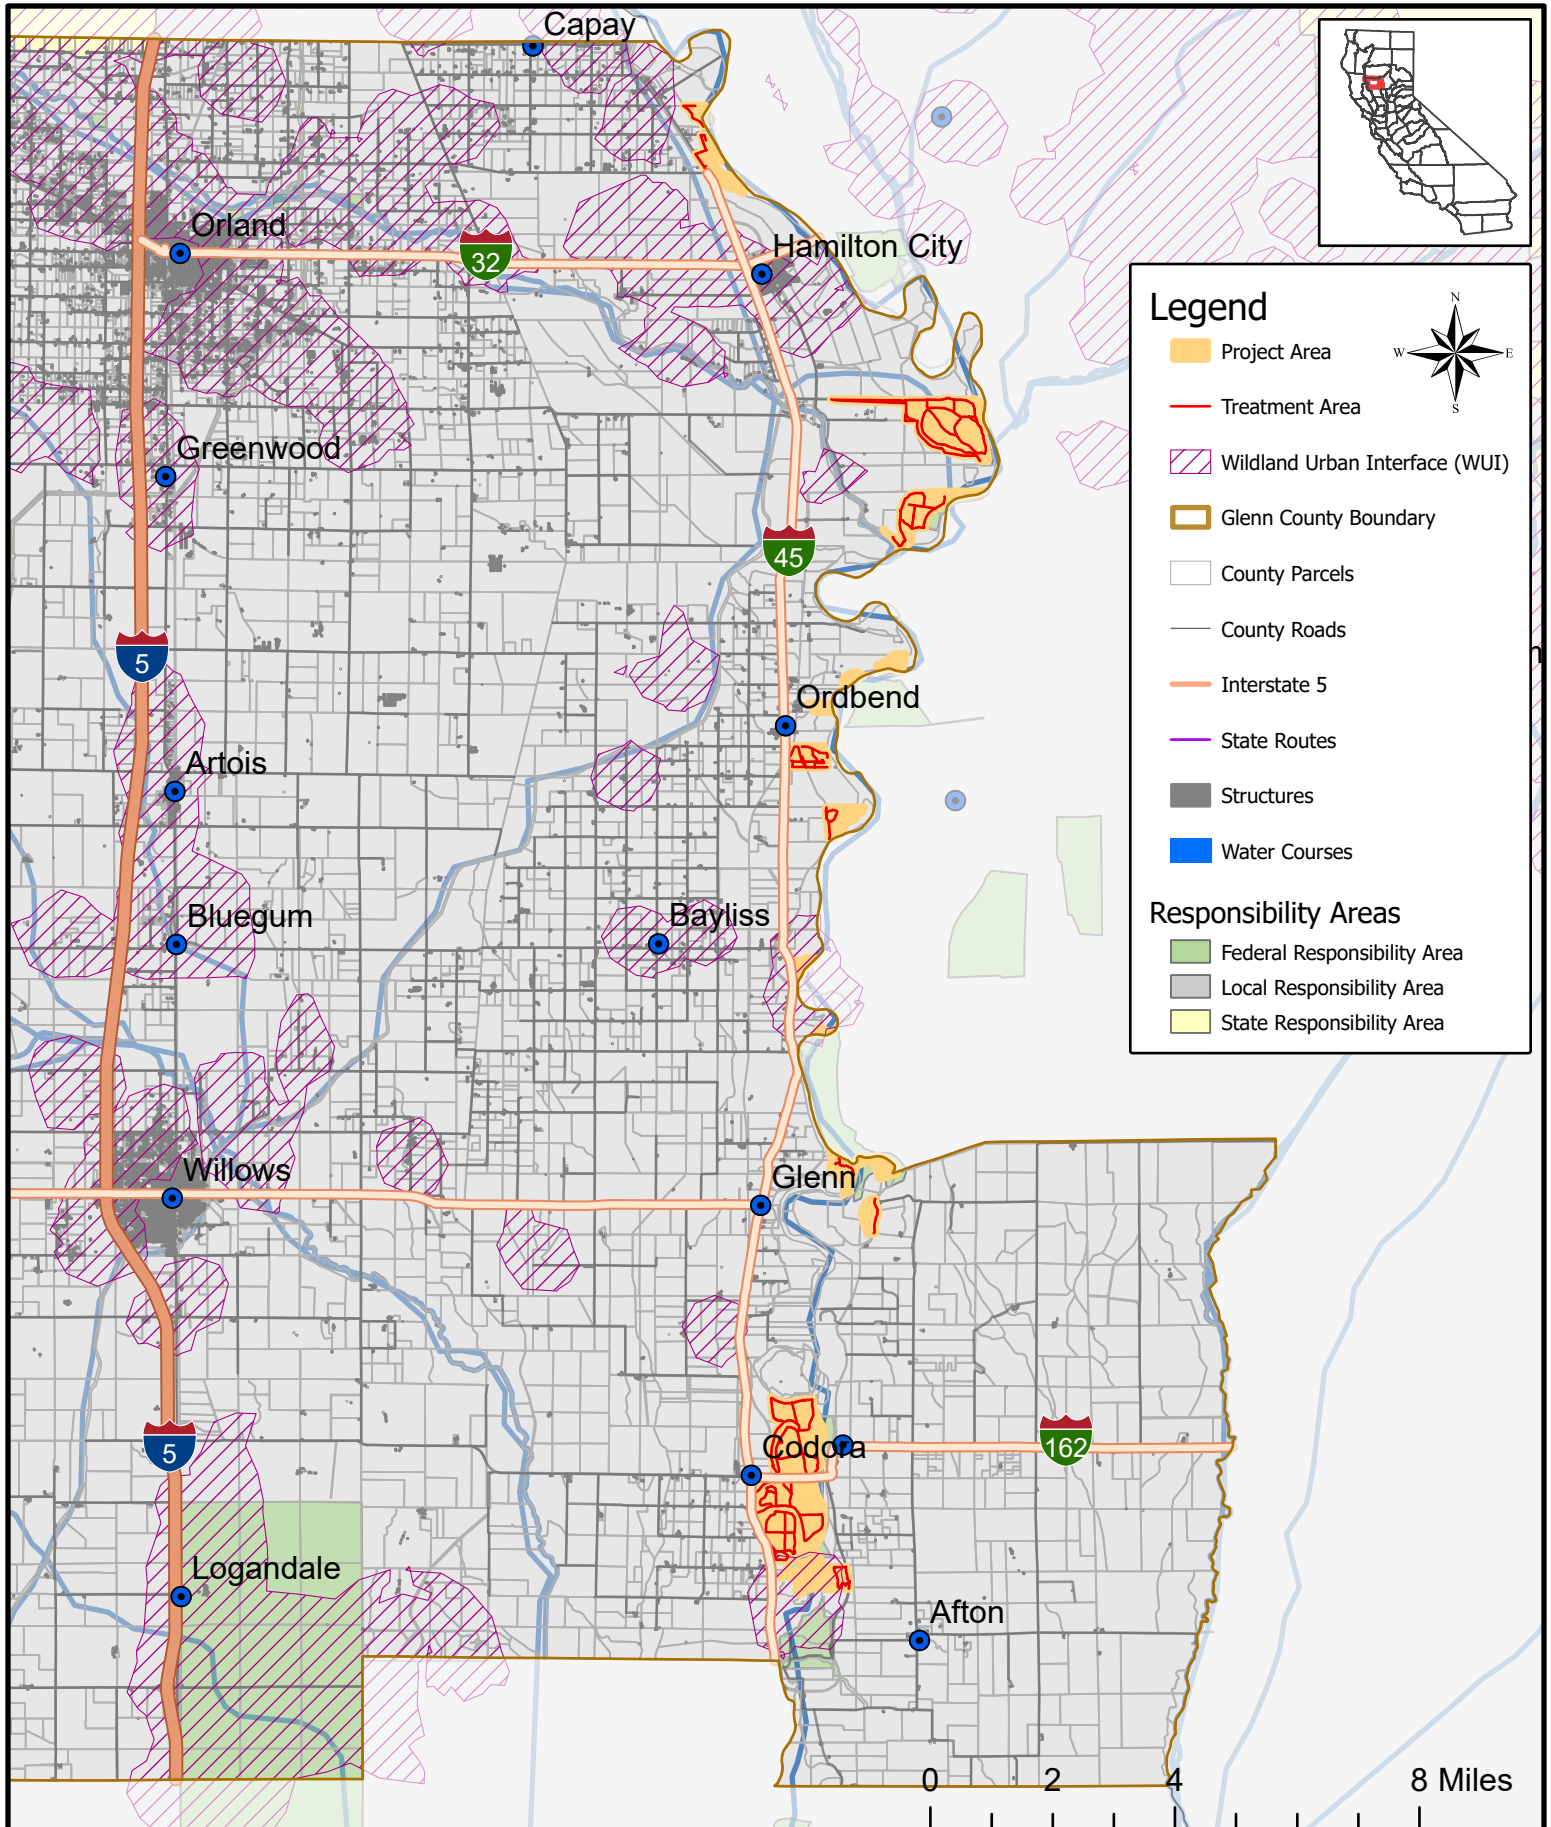 Capay
Orland
32
Hamilton City
Greenwood
45
5
Ordbend
Artois
Bluegum
Bayliss
Willows
Glenn
5
Codora
162
Logandale
Afton
0 2 4 8 Miles
Legend
N
W E
S
Project Area
Treatment Area
Wildland Urban Interface (WUI)
Glenn County Boundary
County Parcels
County Roads
Interstate 5
State Routes
Structures
Water Courses
Responsibility Areas
Federal Responsibility Area
Local Responsibility Area
State Responsibility Area